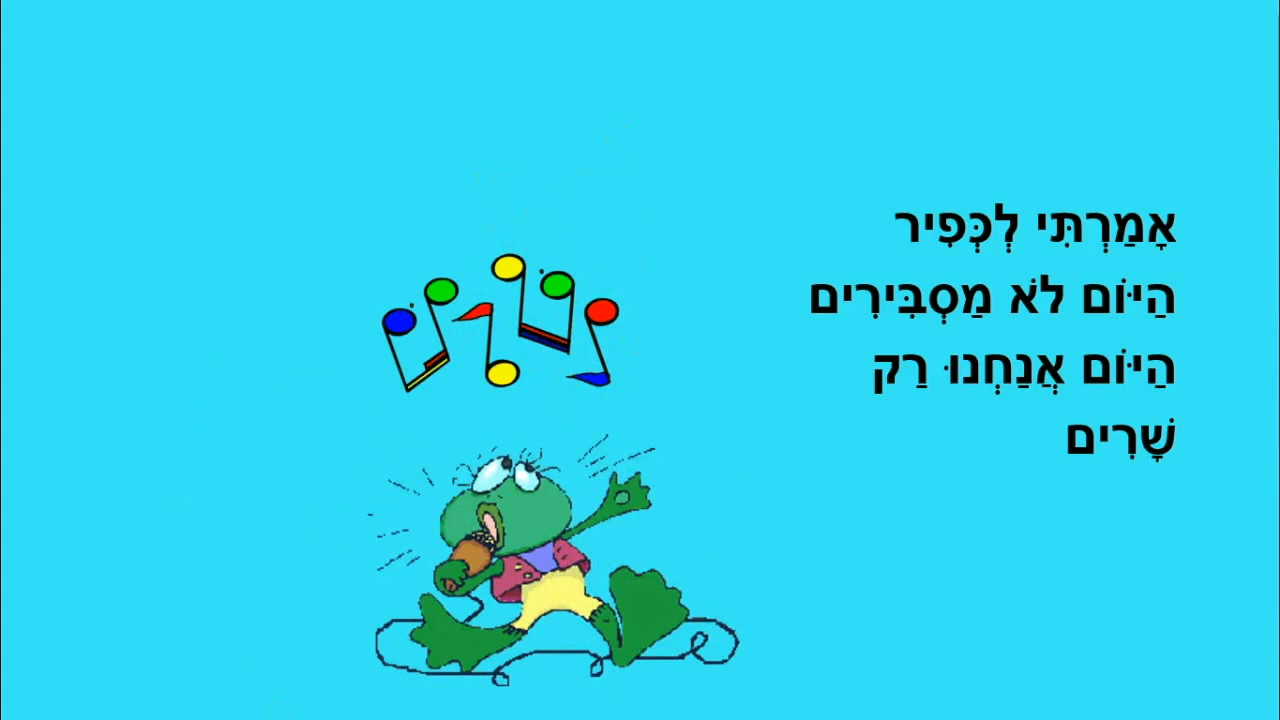 אָמַרְתִּי לְכְּפִיר
הַיּוֹם לֹא מַסְבִּירִים
הַיּוֹם אֲנַחְנוּ רַק
שָׁרִים